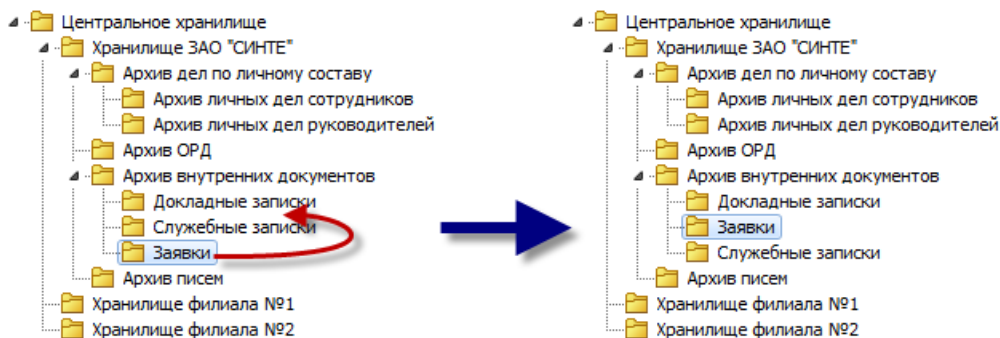 Центральное хранилище
Хранилище ЗАО "СИНТЕ"
Архив дел по личному составу
Архив личных дел сотрудников
Архив личных дел руководителей
Архив ОРД
Архив внутренних документов
Докладные записки
Служебные записки
Заявки
Архив писем
Хранилище филиала №1
Хранилище филиала №2
Центральное хранилище
Хранилище ЗАО "СИНТЕ"
Архив дел по личному составу
Архив личных дел сотрудников
Архив личных дел руководителей
Архив ОРД
Архив внутренних документов
Докладные записки
Заявки
Служебные записки
Архив писем
Хранилище филиала №1
Хранилище филиала №2